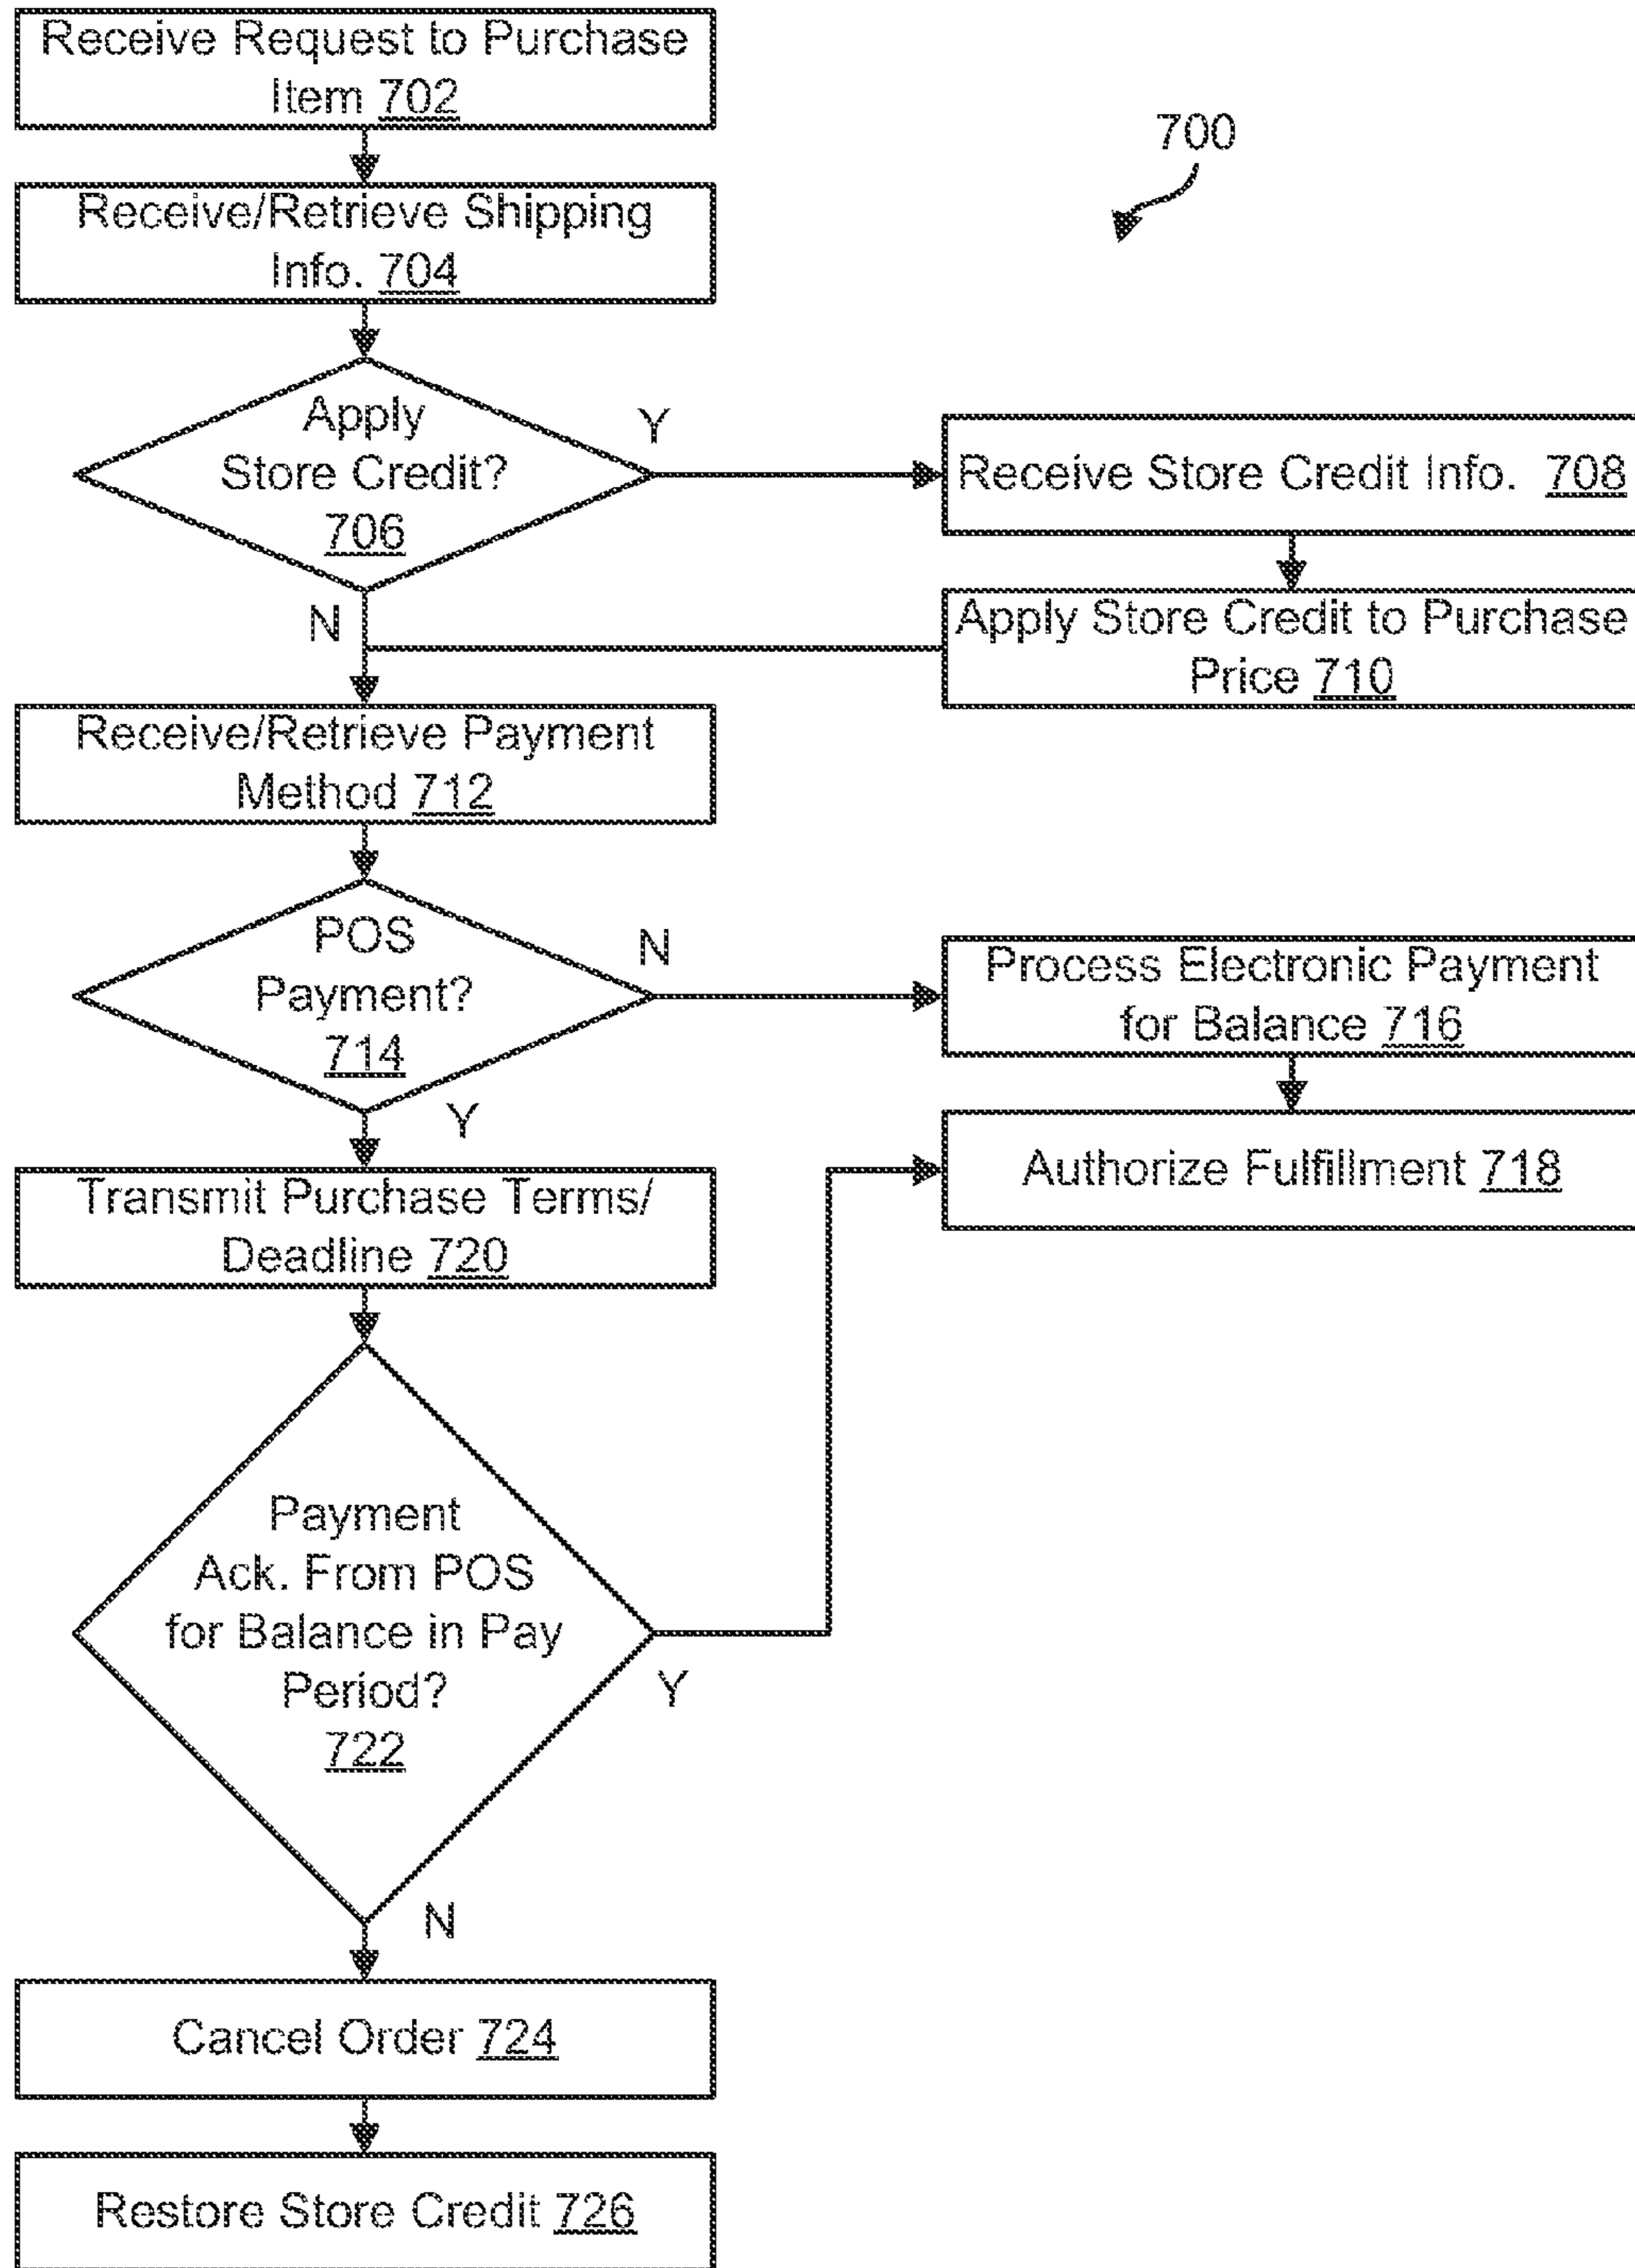 Receive Request to Purchase
Item 702
700
Receive/Retrieve Shipping
Info. 704
Apply
Store Credit?
706
Y
N
Receive Store Credit Info. 708
Apply Store Credit to Purchase
Price 710
Receive/Retrieve Payment
Method 712
POS
Payment?
714
N
Y
Process Electronic Payment
for Balance 716
Authorize Fulfillment 718
Transmit Purchase Terms/
Deadline 720
Payment
Ack. From POS
for Balance in Pay
Period?
722
Y
N
Cancel Order 724
Restore Store Credit 726